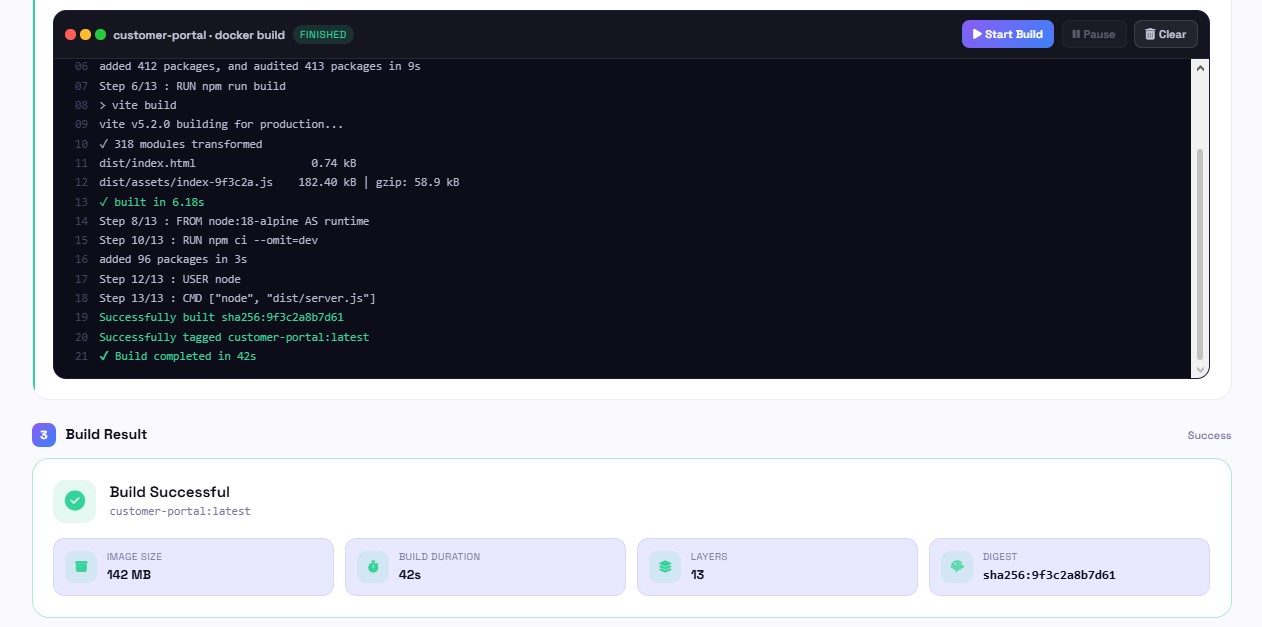 customer-portal · docker build FINISHED Start Build Pause Clear
06 added 412 packages, and audited 413 packages in 9s
07 Step 6/13 : RUN npm run build
08 > vite build
09 vite v5.2.0 building for production...
10 ✓ 318 modules transformed
11 dist/index.html 0.74 kB
12 dist/assets/index-9f3c2a.js 182.40 kB │ gzip: 58.9 kB
13 ✓ built in 6.18s
14 Step 8/13 : FROM node:18-alpine AS runtime
15 Step 10/13 : RUN npm ci --omit=dev
16 added 96 packages in 3s
17 Step 12/13 : USER node
18 Step 13/13 : CMD ["node", "dist/server.js"]
19 Successfully built sha256:9f3c2a8b7d61
20 Successfully tagged customer-portal:latest
21 ✓ Build completed in 42s
3 Build Result Success
Build Successful
customer-portal:latest
IMAGE SIZE
142 MB
BUILD DURATION
42s
LAYERS
13
DIGEST
sha256:9f3c2a8b7d61